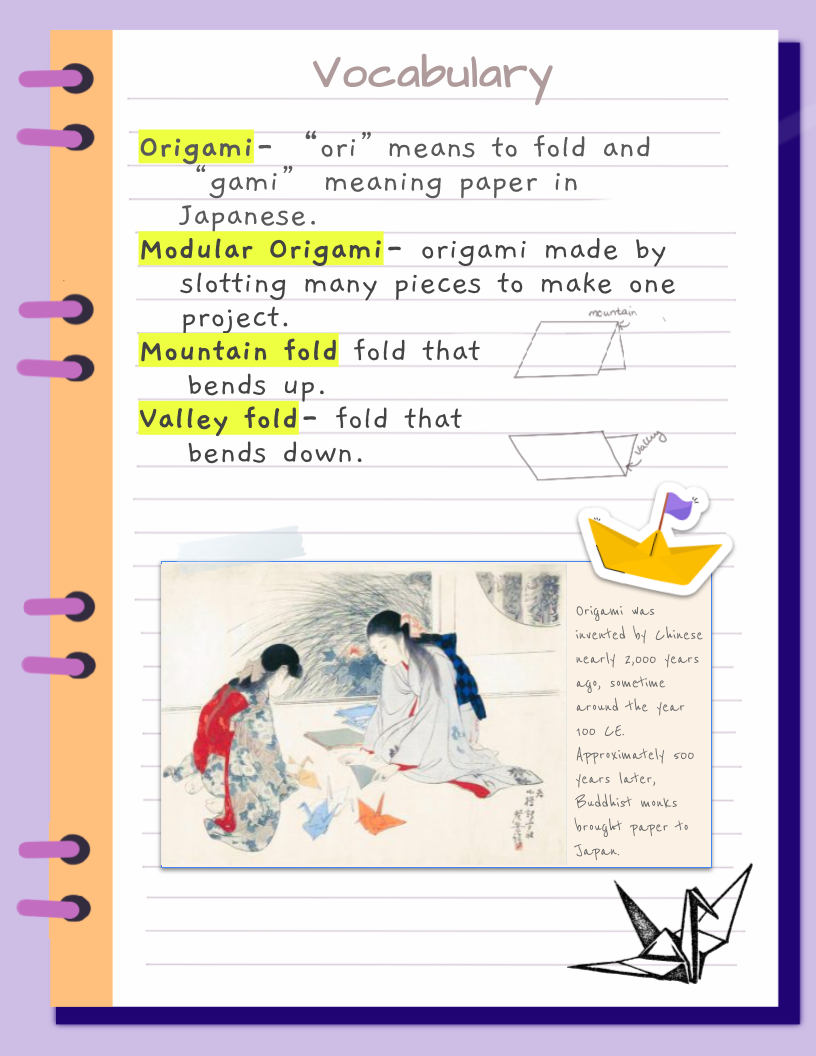 Vocabulary
Origami- “ori” means to fold and
“gami” meaning paper in
Japanese.
Modular Origami- origami made by
slotting many pieces to make one
project.
mountain
Mountain fold fold that
bends up.
Valley fold- fold that
bends down.
valley
Origami was
invented by Chinese
nearly 2,000 years
ago, sometime
around the year
100 CE.
Approximately 500
years later,
Buddhist monks
brought paper to
Japan.